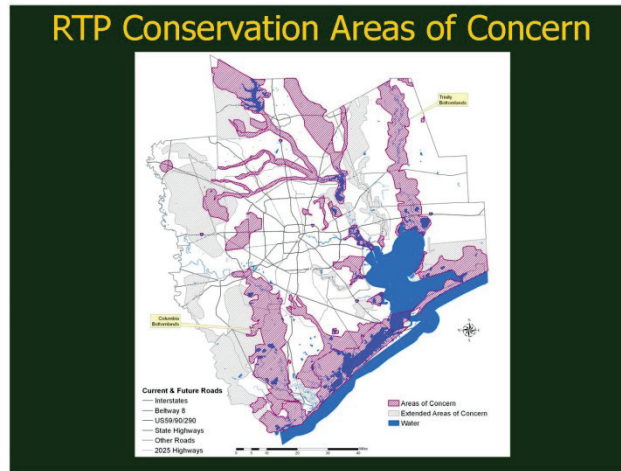 RTP Conservation Areas of Concern
Trinity
Bottomlands
Columbia
Bottomlands
Current & Future Roads
Interstates
Beltway 8
US59/90/290
State Highways
Other Roads
2025 Highways
Areas of Concern
Extended Areas of Concern
Water